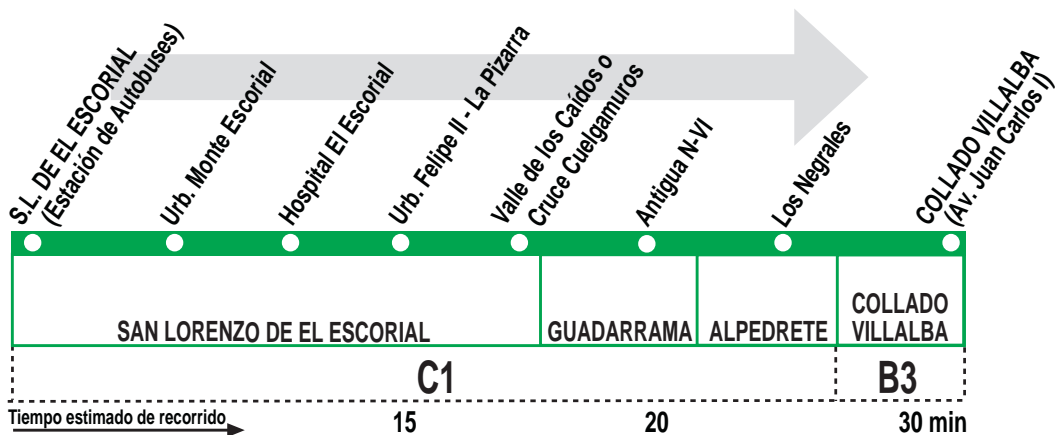 S.L. DE EL ESCORIAL
(Estación de Autobuses)
Urb. Monte Escorial
Hospital El Escorial
Urb. Felipe II - La Pizarra
Valle de los Caídos o
Cruce Cuelgamuros
Antigua N-VI
Los Negrales
COLLADO VILLALBA
(Av. Juan Carlos I)
SAN LORENZO DE EL ESCORIAL
GUADARRAMA
ALPEDRETE
COLLADO
VILLALBA
C1
B3
Tiempo estimado de recorrido
15
20
30 min